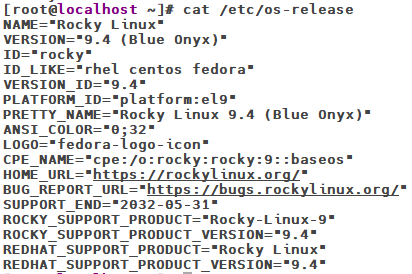 [root@localhost ~]# cat /etc/os-release
NAME="Rocky Linux"
VERSION="9.4 (Blue Onyx)"
ID="rocky"
ID_LIKE="rhel centos fedora"
VERSION_ID="9.4"
PLATFORM_ID="platform:el9"
PRETTY_NAME="Rocky Linux 9.4 (Blue Onyx)"
ANSI_COLOR="0;32"
LOGO="fedora-logo-icon"
CPE_NAME="cpe:/o:rocky:rocky:9::baseos"
HOME_URL="https://rockylinux.org/"
BUG_REPORT_URL="https://bugs.rockylinux.org/"
SUPPORT_END="2032-05-31"
ROCKY_SUPPORT_PRODUCT="Rocky-Linux-9"
ROCKY_SUPPORT_PRODUCT_VERSION="9.4"
REDHAT_SUPPORT_PRODUCT="Rocky Linux"
REDHAT_SUPPORT_PRODUCT_VERSION="9.4"